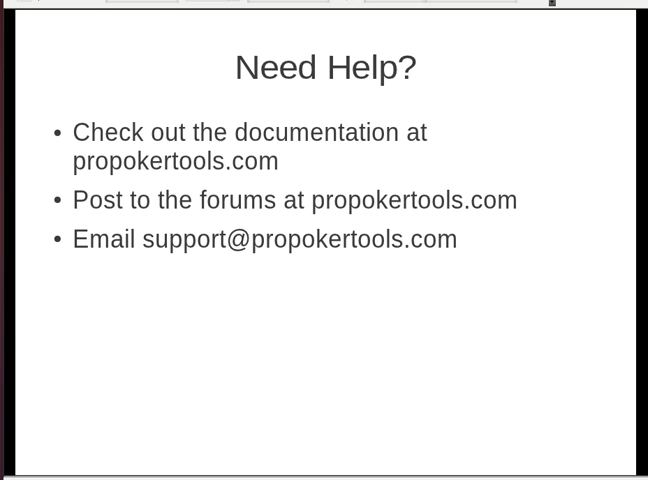 Need Help?
• Check out the documentation at
propokertools.com
• Post to the forums at propokertools.com
• Email support@propokertools.com